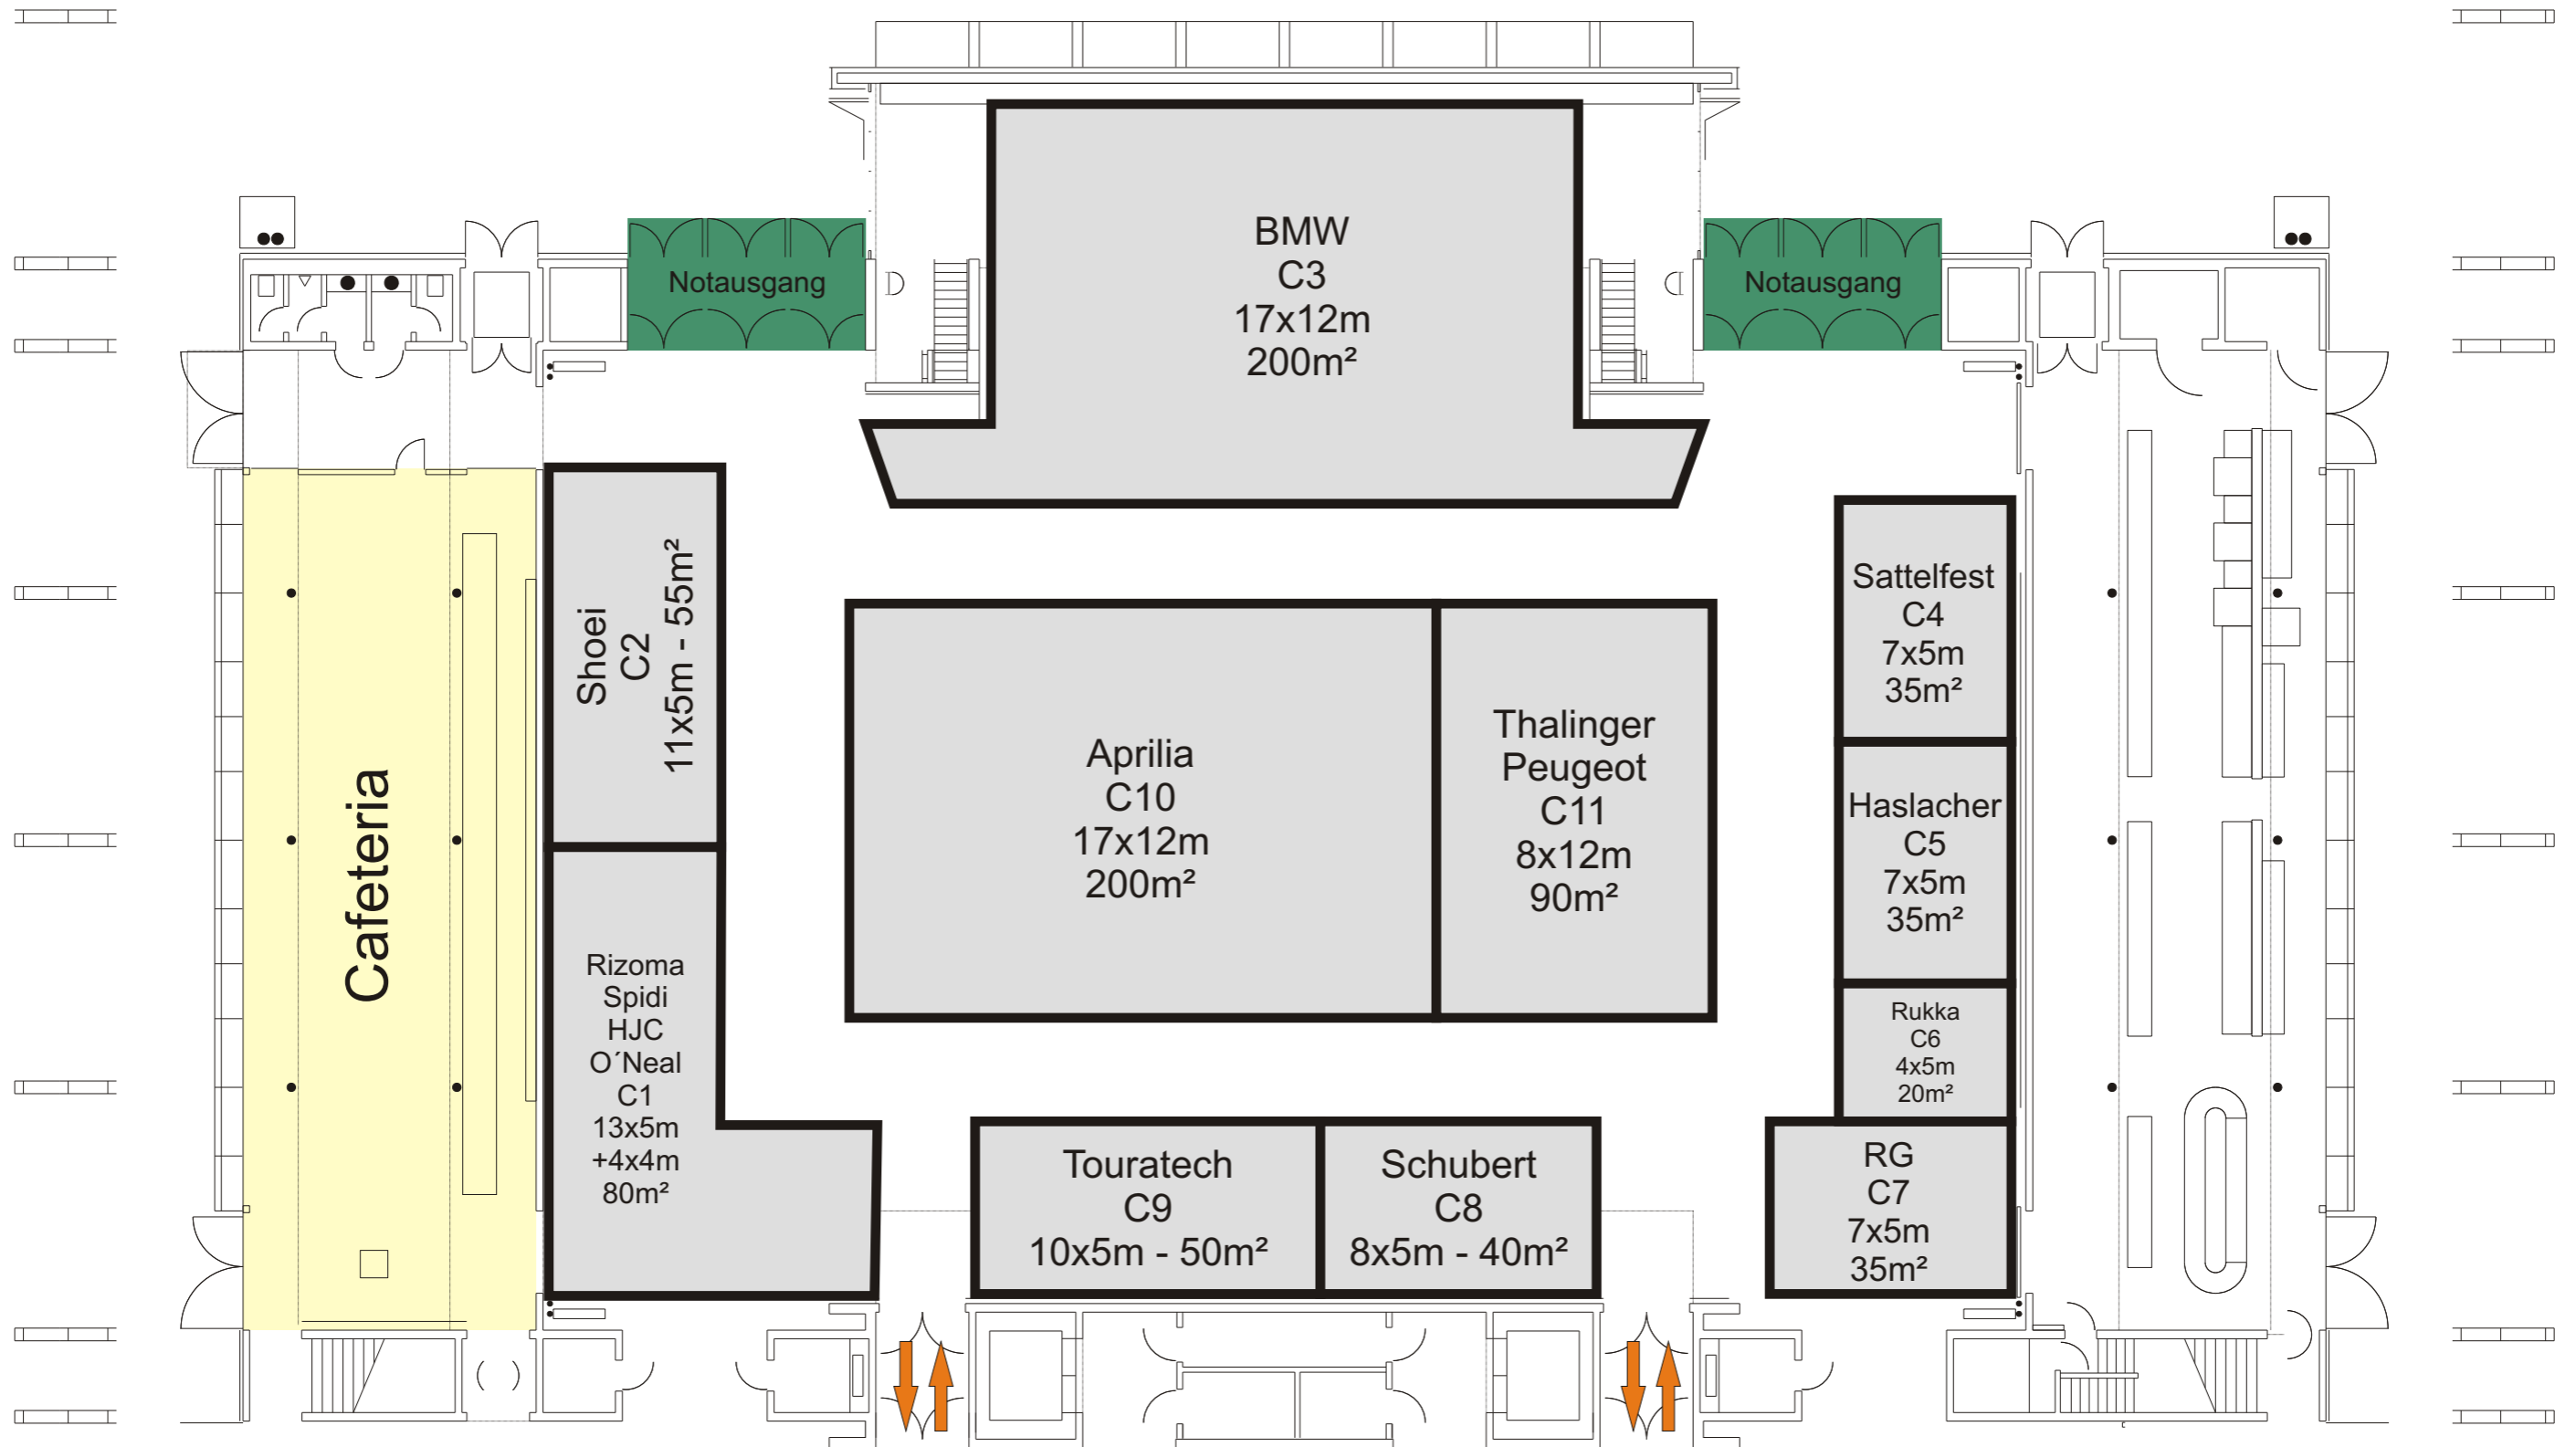 BMW
C3
17x12m
200m²
Notausgang
Notausgang
Cafeteria
Shoei
C2
11x5m - 55m²
Rizoma
Spidi
HJC
O´Neal
C1
13x5m
+4x4m
80m²
Aprilia
C10
17x12m
200m²
Thalinger
Peugeot
C11
8x12m
90m²
Sattelfest
C4
7x5m
35m²
Haslacher
C5
7x5m
35m²
Rukka
C6
4x5m
20m²
RG
C7
7x5m
35m²
Touratech
C9
10x5m - 50m²
Schubert
C8
8x5m - 40m²